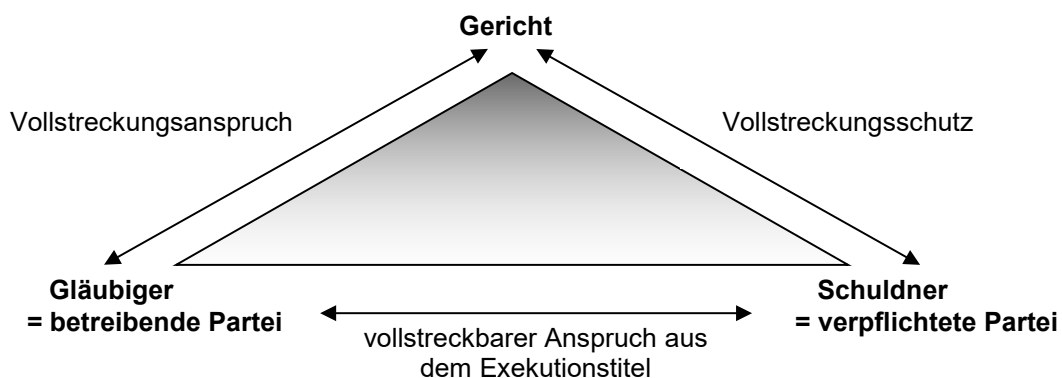 Gericht
Vollstreckungsanspruch
Vollstreckungsschutz
Gläubiger
= betreibende Partei
Schuldner
= verpflichtete Partei
vollstreckbarer Anspruch aus
dem Exekutionstitel